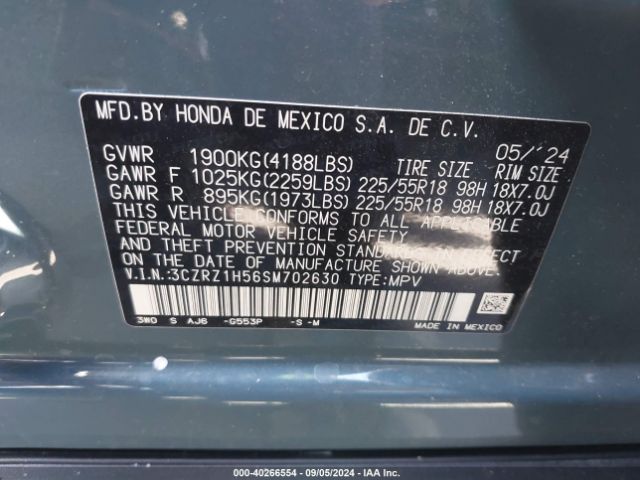 MFD.BY HONDA DE MEXICO S.A. DE C.V.
05/'24
GVWR 1900KG(4188LBS) TIRE SIZE RIM SIZE
GAWR F 1025KG(2259LBS) 225/55R18 98H 18X7.0J
GAWR R 895KG(1973LBS) 225/55R18 98H 18X7.0J
THIS VEHICLE CONFORMS TO ALL APPLICABLE
FEDERAL MOTOR VEHICLE SAFETY
AND THEFT PREVENTION STANDARDS IN EFFECT
ON THE DATE OF MANUFACTURE SHOWN ABOVE.
V.I.N.:3CZRZ1H56SM702630 TYPE:MPV
3W0 S AJ6 -G553P -S -M
MADE IN MEXICO
000-40266554 - 09/05/2024 - IAA Inc.